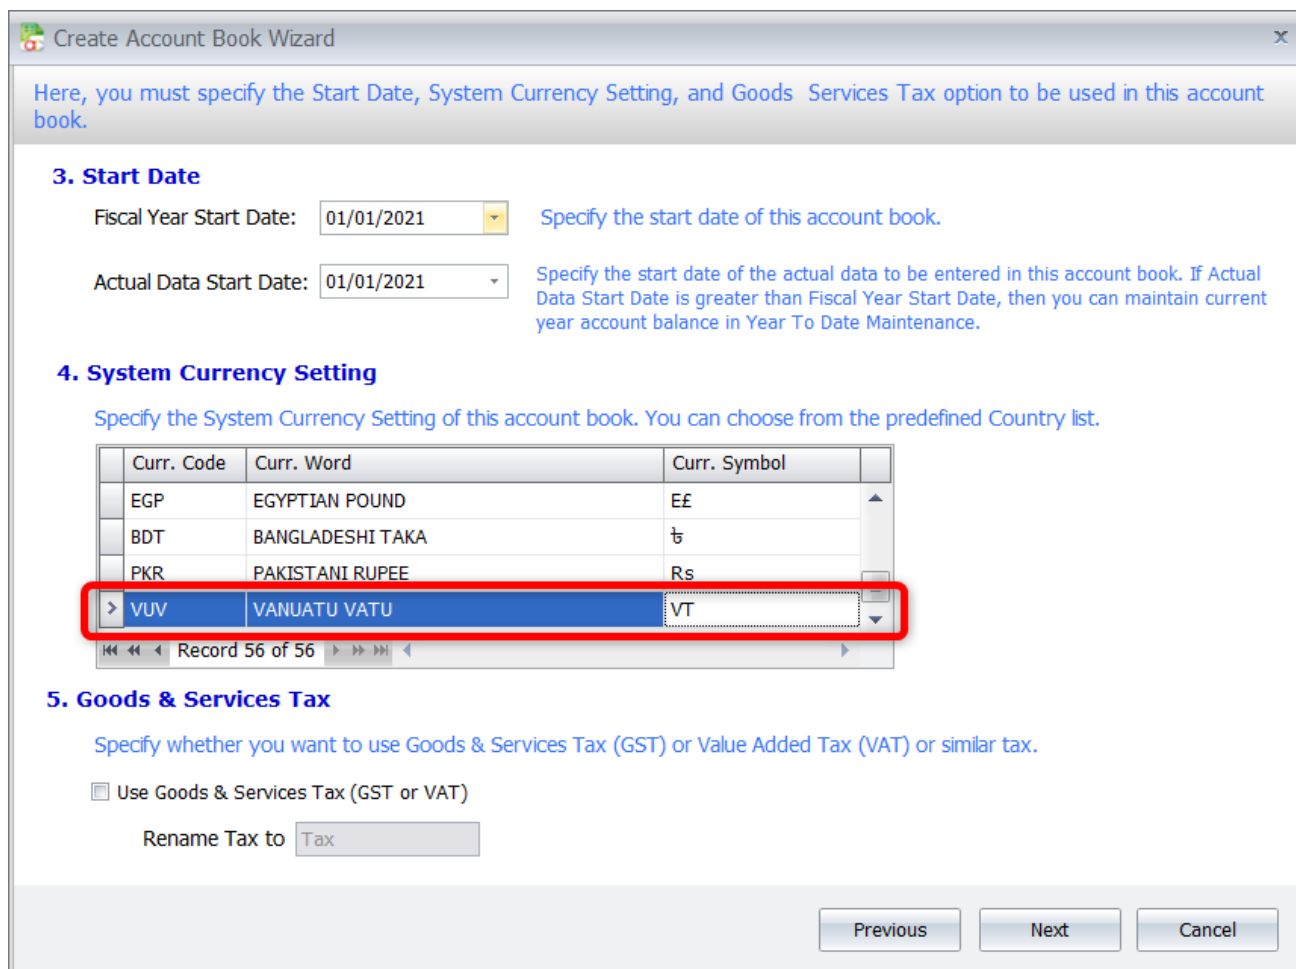 Create Account Book Wizard
Here, you must specify the Start Date, System Currency Setting, and Goods  Services Tax option to be used in this account
book.
3. Start Date
Fiscal Year Start Date: 01/01/2021 Specify the start date of this account book.
Actual Data Start Date: 01/01/2021 Specify the start date of the actual data to be entered in this account book. If Actual
Data Start Date is greater than Fiscal Year Start Date, then you can maintain current
year account balance in Year To Date Maintenance.
4. System Currency Setting
Specify the System Currency Setting of this account book. You can choose from the predefined Country list.
Curr. Code Curr. Word Curr. Symbol
EGP EGYPTIAN POUND E£
BDT BANGLADESHI TAKA ৳
PKR PAKISTANI RUPEE Rs
VUV VANUATU VATU VT
Record 56 of 56
5. Goods & Services Tax
Specify whether you want to use Goods & Services Tax (GST) or Value Added Tax (VAT) or similar tax.
Use Goods & Services Tax (GST or VAT)
Rename Tax to Tax
Previous Next Cancel